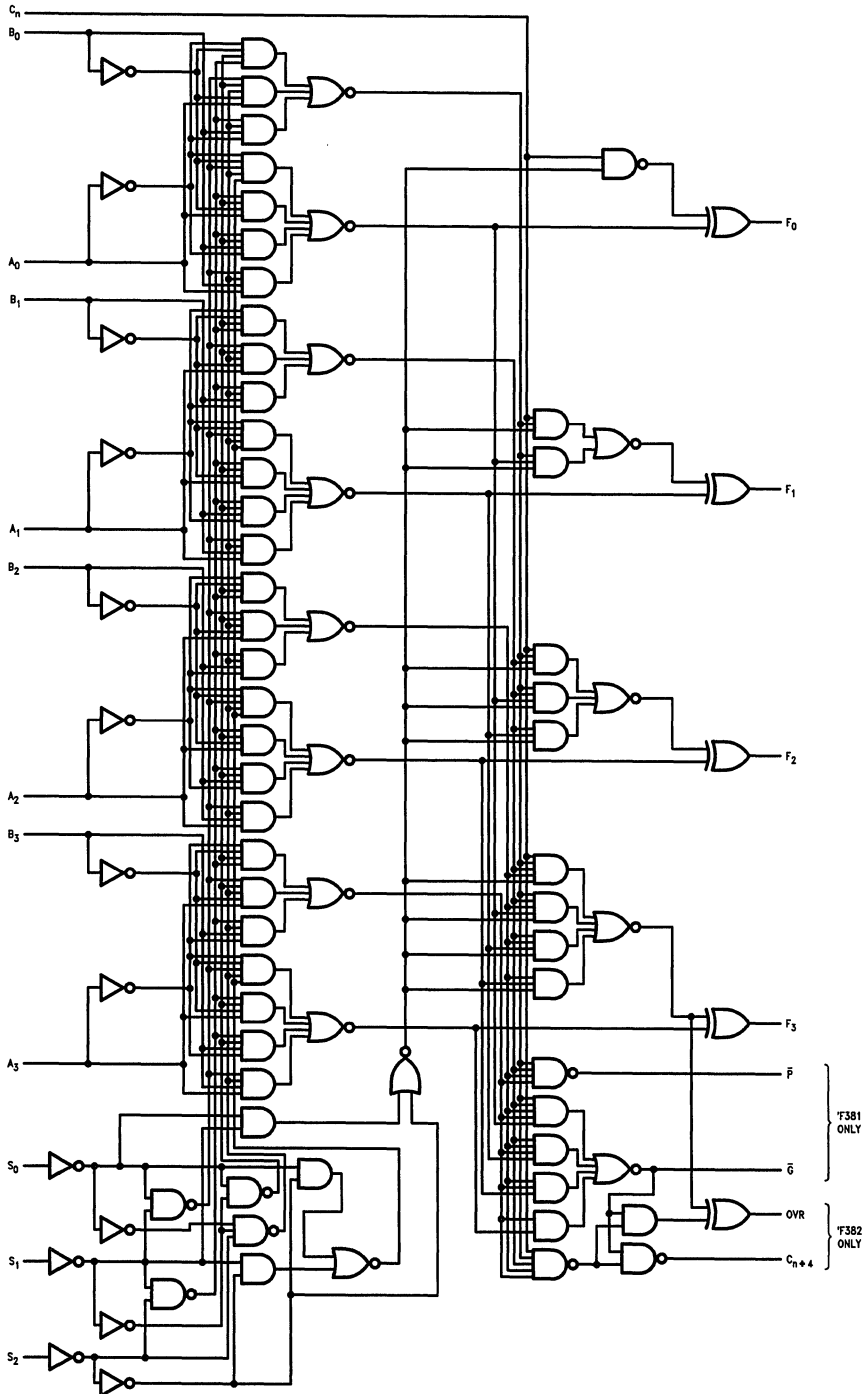 Cₙ
B₀
A₀
F₀
B₁
A₁
F₁
B₂
A₂
F₂
B₃
A₃
F₃
P̄
'F381
ONLY
S₀
Ḡ
OVR
'F382
ONLY
S₁
Cₙ₊₄
S₂